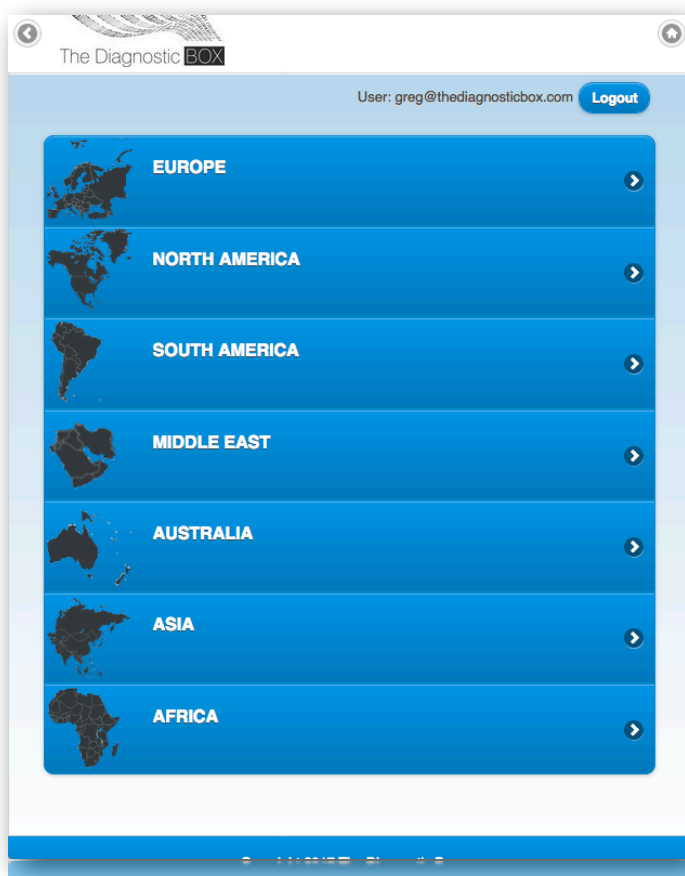 The Diagnostic BOX
User: greg@thediagnosticbox.com Logout
EUROPE
NORTH AMERICA
SOUTH AMERICA
MIDDLE EAST
AUSTRALIA
ASIA
AFRICA